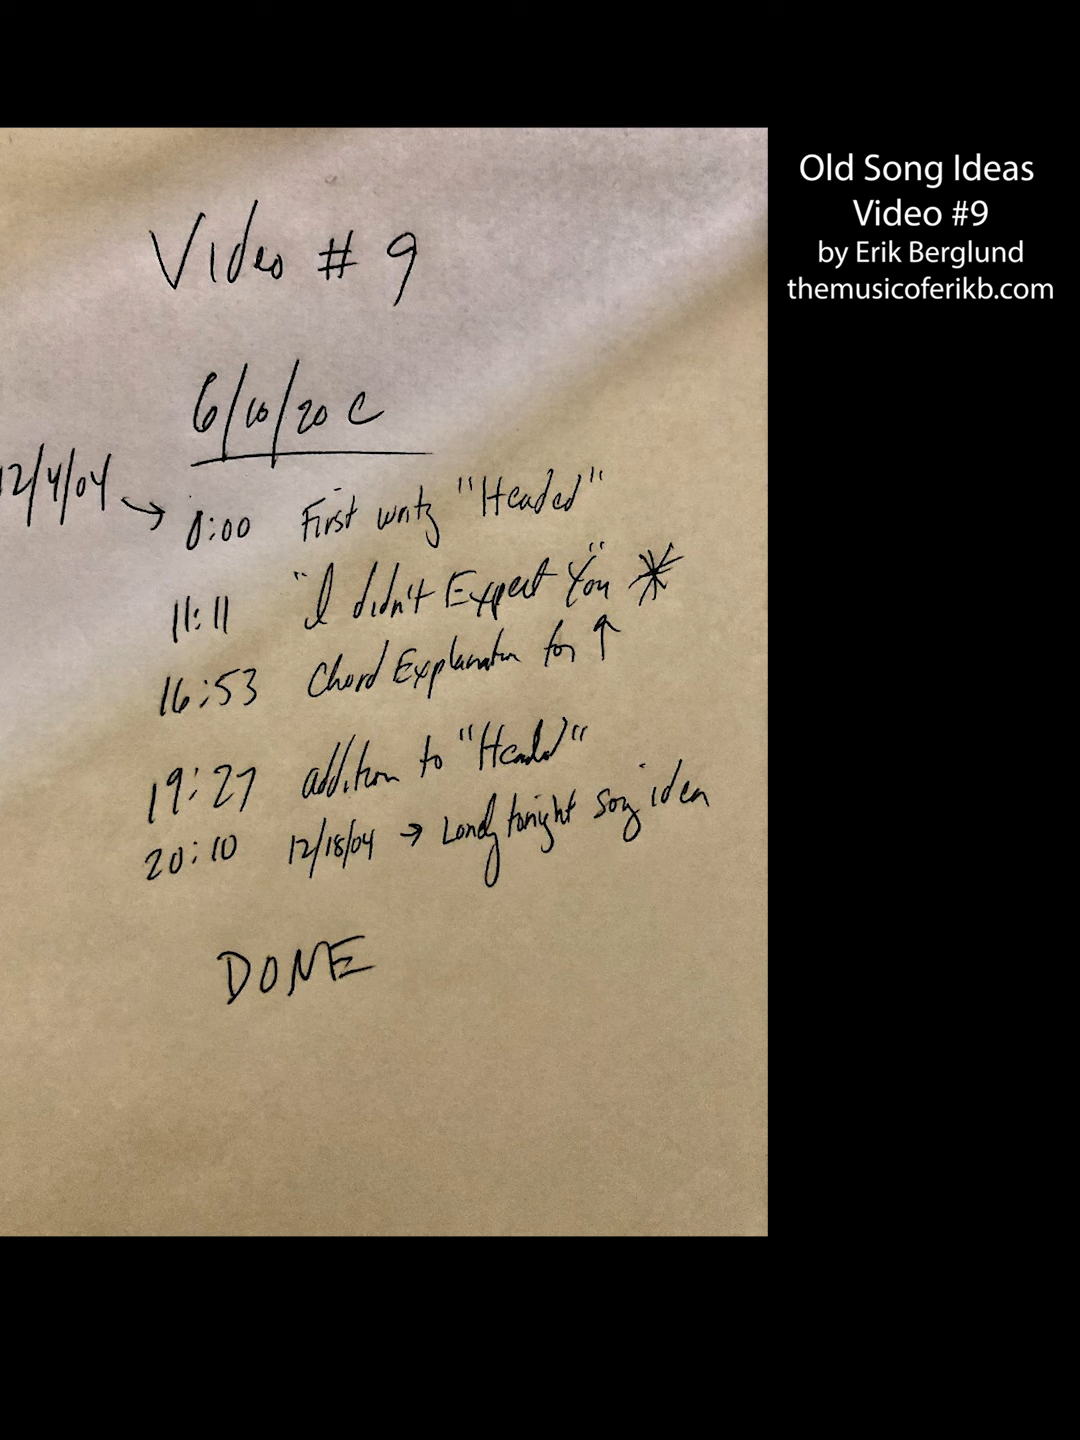 Old Song Ideas
Video #9
by Erik Berglund
themusicoferikb.com
Video # 9
6/10/20 C
12/4/04 →
0:00 First writg "Headed"
11:11 "I didn't Expect You" *
16:53 Chord Explanation for ↑
19:27 addition to "Headed"
20:10 12/18/04 → Lonely tonight song idea
DONE